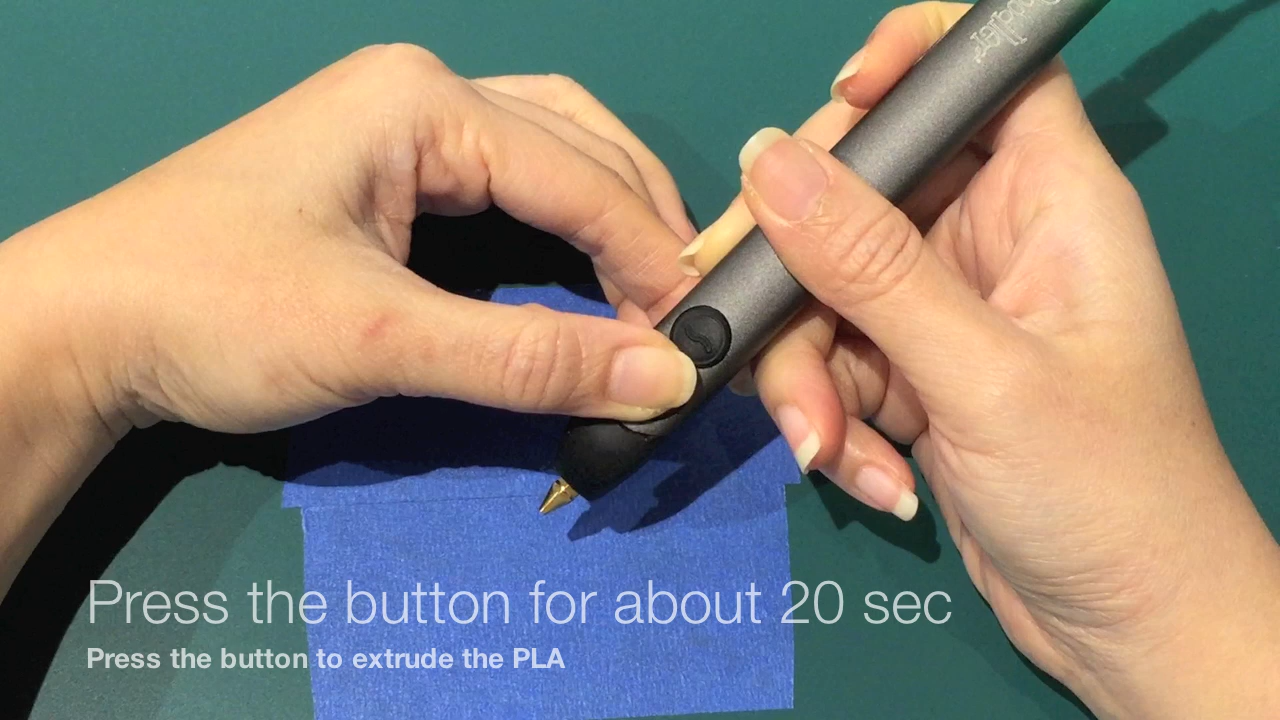 Press the button for about 20 sec
Press the button to extrude the PLA